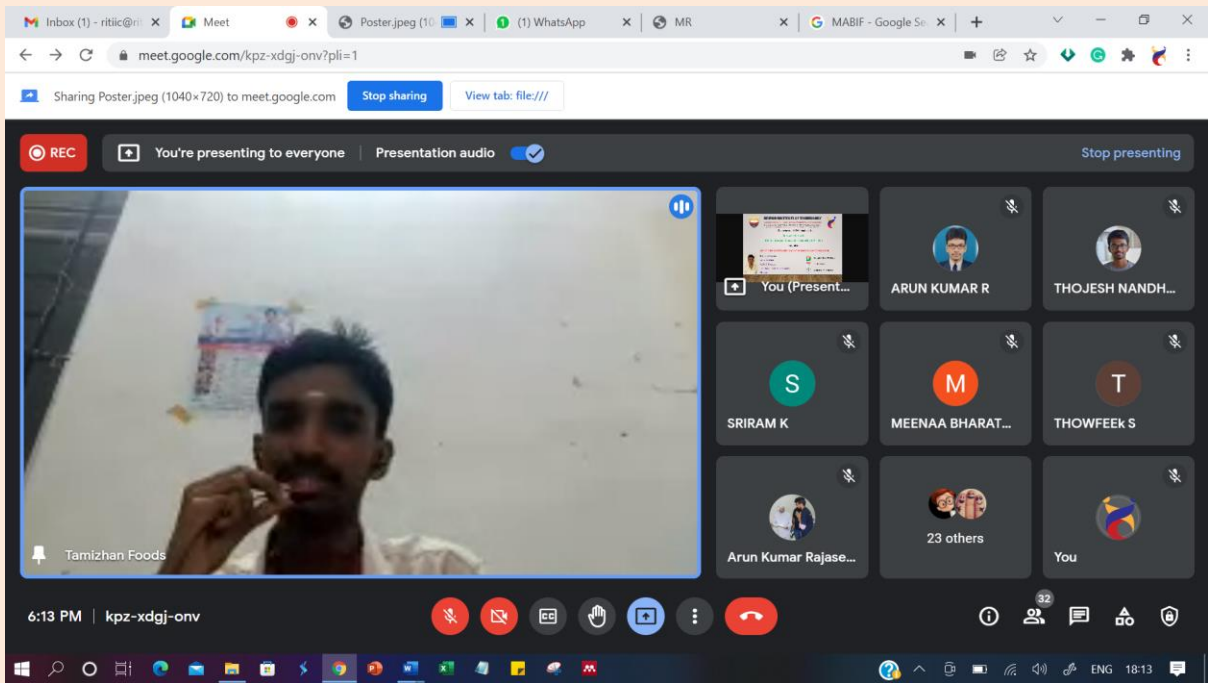 Inbox (1) - ritiic@rit
Meet
Poster.jpeg (10
(1) WhatsApp
MR
MABIF - Google Se
meet.google.com/kpz-xdgj-onv?pli=1
Sharing Poster.jpeg (1040×720) to meet.google.com
Stop sharing
View tab: file:///
REC
You're presenting to everyone
Presentation audio
Stop presenting
You (Present...
ARUN KUMAR R
THOJESH NANDH...
S
M
T
SRIRAM K
MEENAA BHARAT...
THOWFEEk S
Tamizhan Foods
Arun Kumar Rajase...
23 others
You
6:13 PM | kpz-xdgj-onv
CC
32
ENG 18:13